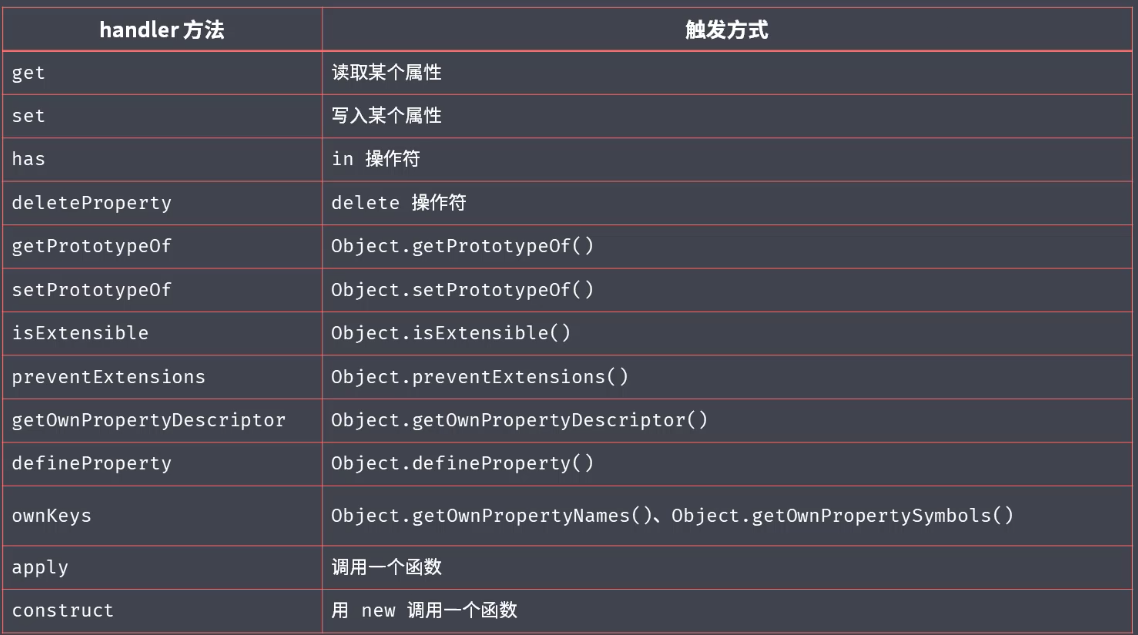 handler 方法 触发方式
get 读取某个属性
set 写入某个属性
has in 操作符
deleteProperty delete 操作符
getPrototypeOf Object.getPrototypeOf()
setPrototypeOf Object.setPrototypeOf()
isExtensible Object.isExtensible()
preventExtensions Object.preventExtensions()
getOwnPropertyDescriptor Object.getOwnPropertyDescriptor()
defineProperty Object.defineProperty()
ownKeys Object.getOwnPropertyNames()、Object.getOwnPropertySymbols()
apply 调用一个函数
construct 用 new 调用一个函数